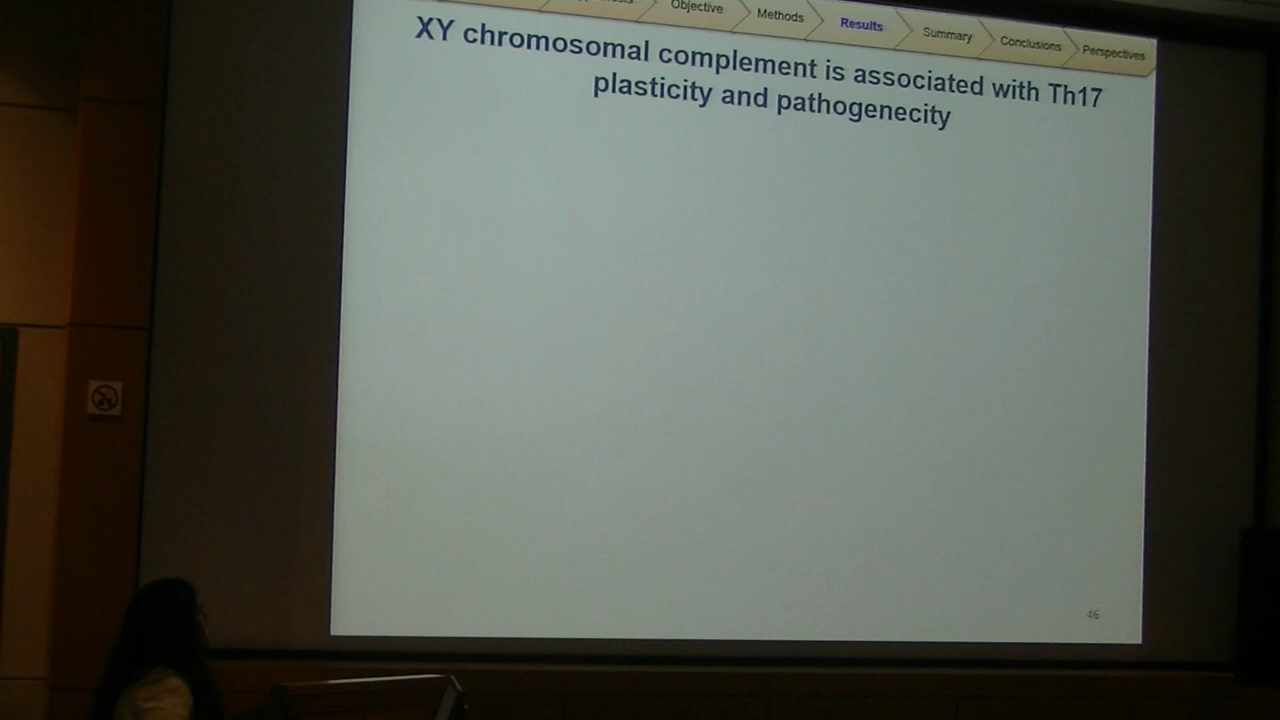 Objective Methods Results Summary Conclusions Perspectives
XY chromosomal complement is associated with Th17
plasticity and pathogenecity
46